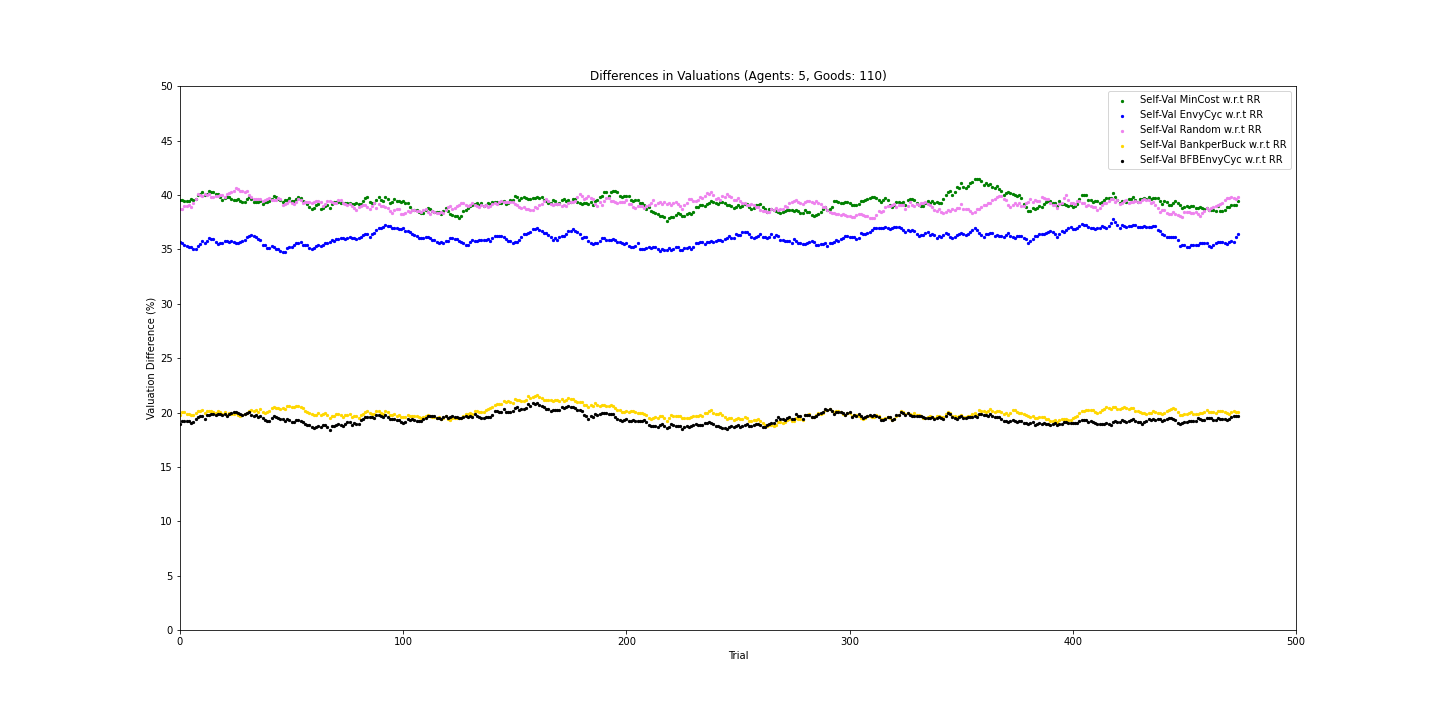 Differences in Valuations (Agents: 5, Goods: 110)
Self-Val MinCost w.r.t RR
Self-Val EnvyCyc w.r.t RR
Self-Val Random w.r.t RR
Self-Val BankperBuck w.r.t RR
Self-Val BFBEnvyCyc w.r.t RR
Valuation Difference (%)
50
45
40
35
30
25
20
15
10
5
0
0 100 200 300 400 500
Trial